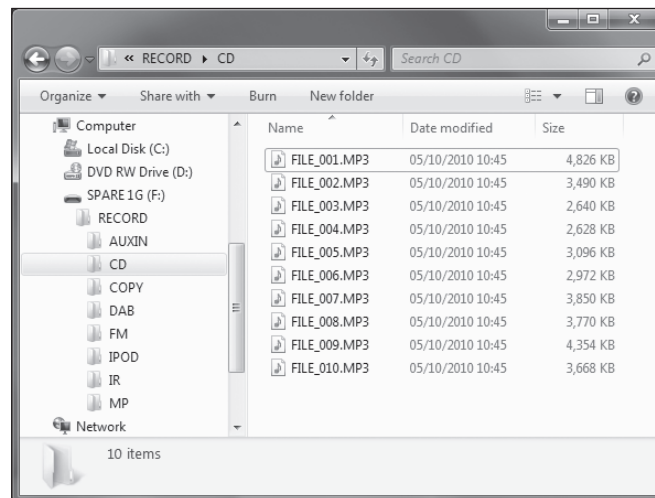 « RECORD ▸ CD
Search CD
Organize ▾ Share with ▾ Burn New folder
Computer
Local Disk (C:)
DVD RW Drive (D:)
SPARE 1G (F:)
RECORD
AUXIN
CD
COPY
DAB
FM
IPOD
IR
MP
Network
Name Date modified Size
FILE_001.MP3 05/10/2010 10:45 4,826 KB
FILE_002.MP3 05/10/2010 10:45 3,490 KB
FILE_003.MP3 05/10/2010 10:45 2,640 KB
FILE_004.MP3 05/10/2010 10:45 2,628 KB
FILE_005.MP3 05/10/2010 10:45 3,096 KB
FILE_006.MP3 05/10/2010 10:45 2,972 KB
FILE_007.MP3 05/10/2010 10:45 3,850 KB
FILE_008.MP3 05/10/2010 10:45 3,770 KB
FILE_009.MP3 05/10/2010 10:45 4,354 KB
FILE_010.MP3 05/10/2010 10:45 3,668 KB
10 items